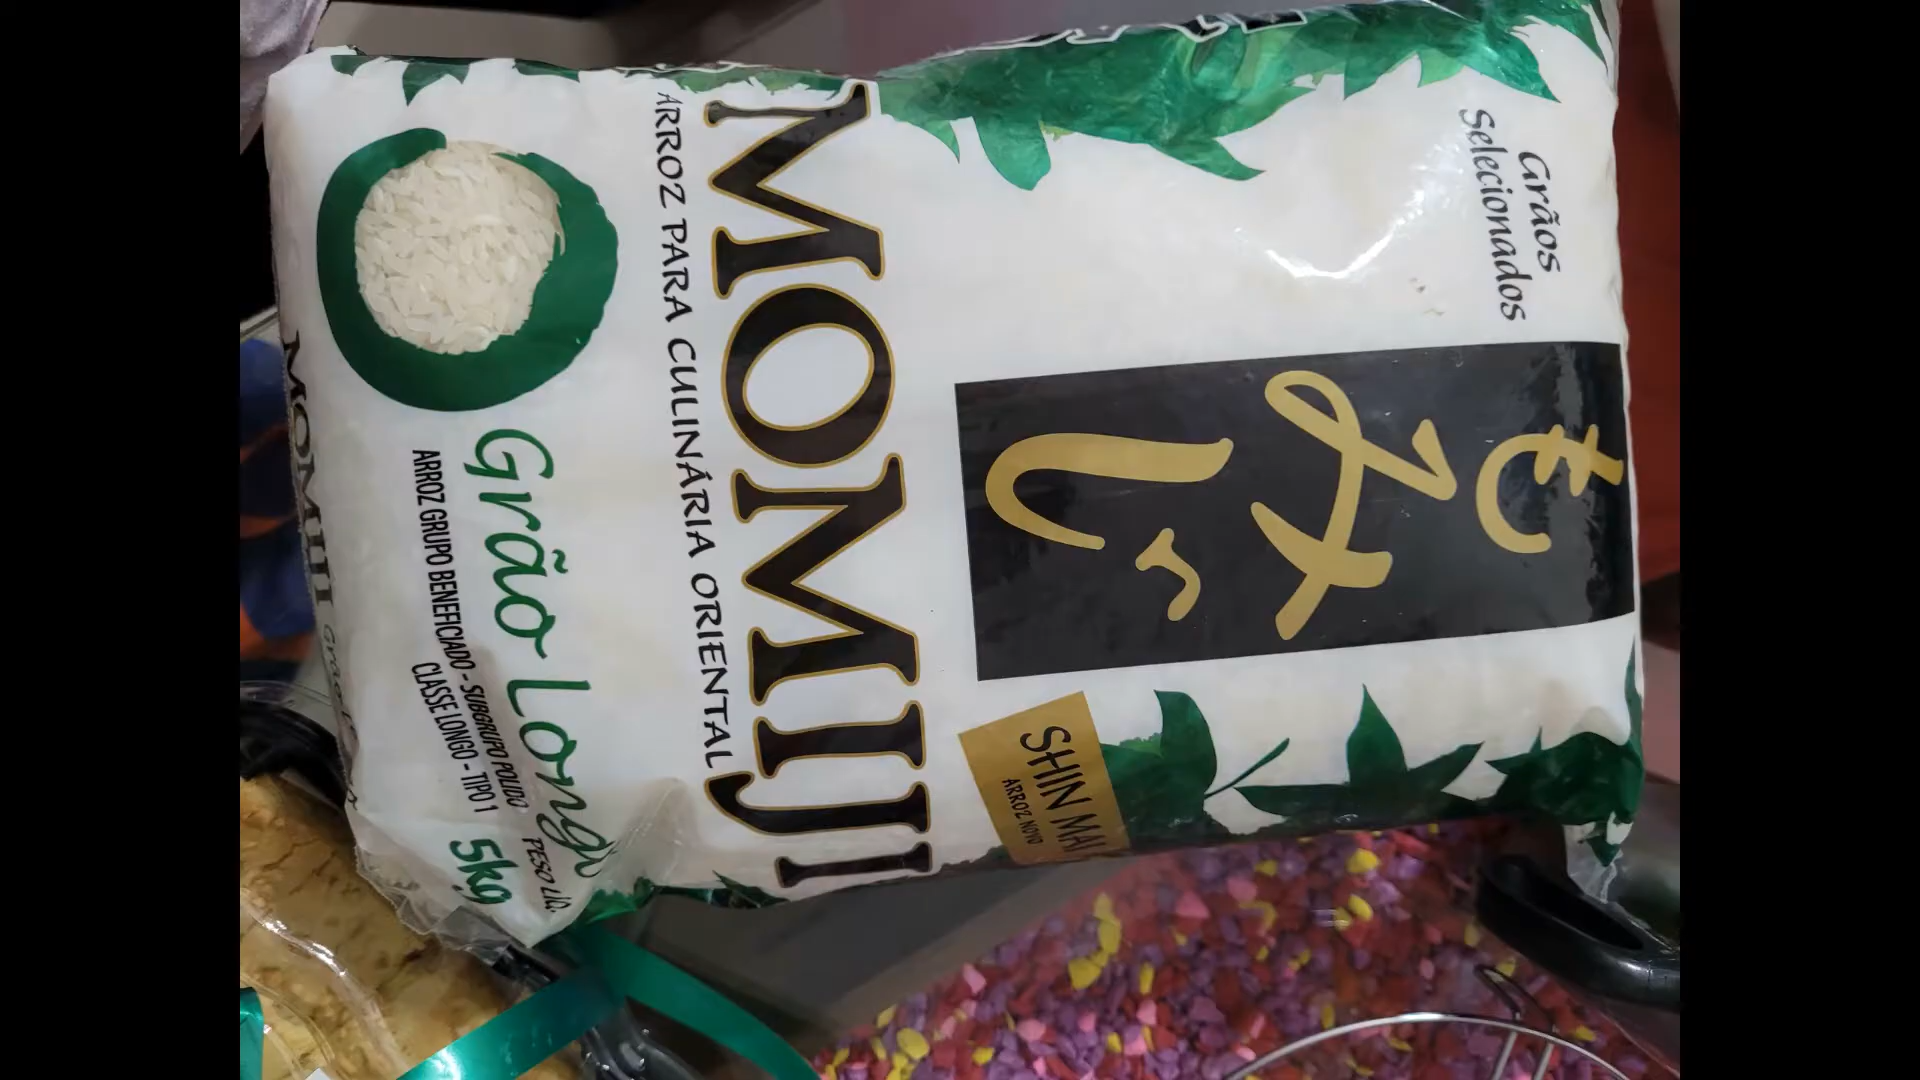 Grãos
Selecionados
もみじ
SHIN MAI
ARROZ NOVO
MOMIJI
ARROZ PARA CULINÁRIA ORIENTAL
Grão Longo
ARROZ GRUPO BENEFICIADO - SUBGRUPO POLIDO
CLASSE LONGO - TIPO 1
PESO LÍQ.
5kg
MOMIJI